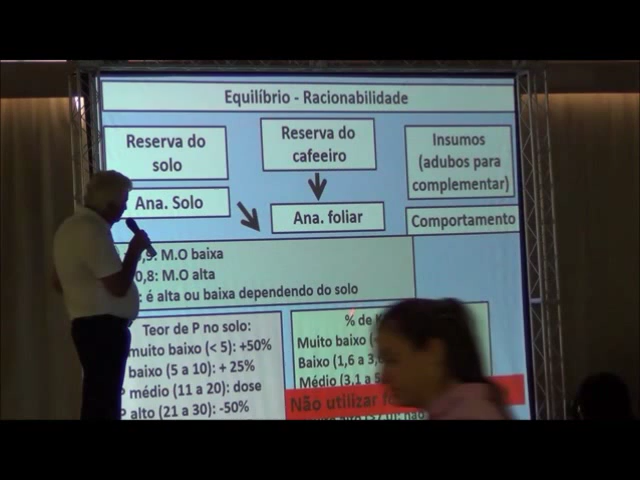 Equilíbrio - Racionabilidade
Reserva do
solo
Reserva do
cafeeiro
Insumos
(adubos para
complementar)
Ana. Solo
Ana. foliar
Comportamento
M.O baixa
0,8: M.O alta
: é alta ou baixa dependendo do solo
Teor de P no solo:
muito baixo (< 5): +50%
baixo (5 a 10): + 25%
P médio (11 a 20): dose
P alto (21 a 30): -50%
% de
Muito baixo
Baixo (1,6 a
Médio (3,1 a
Não utilizar